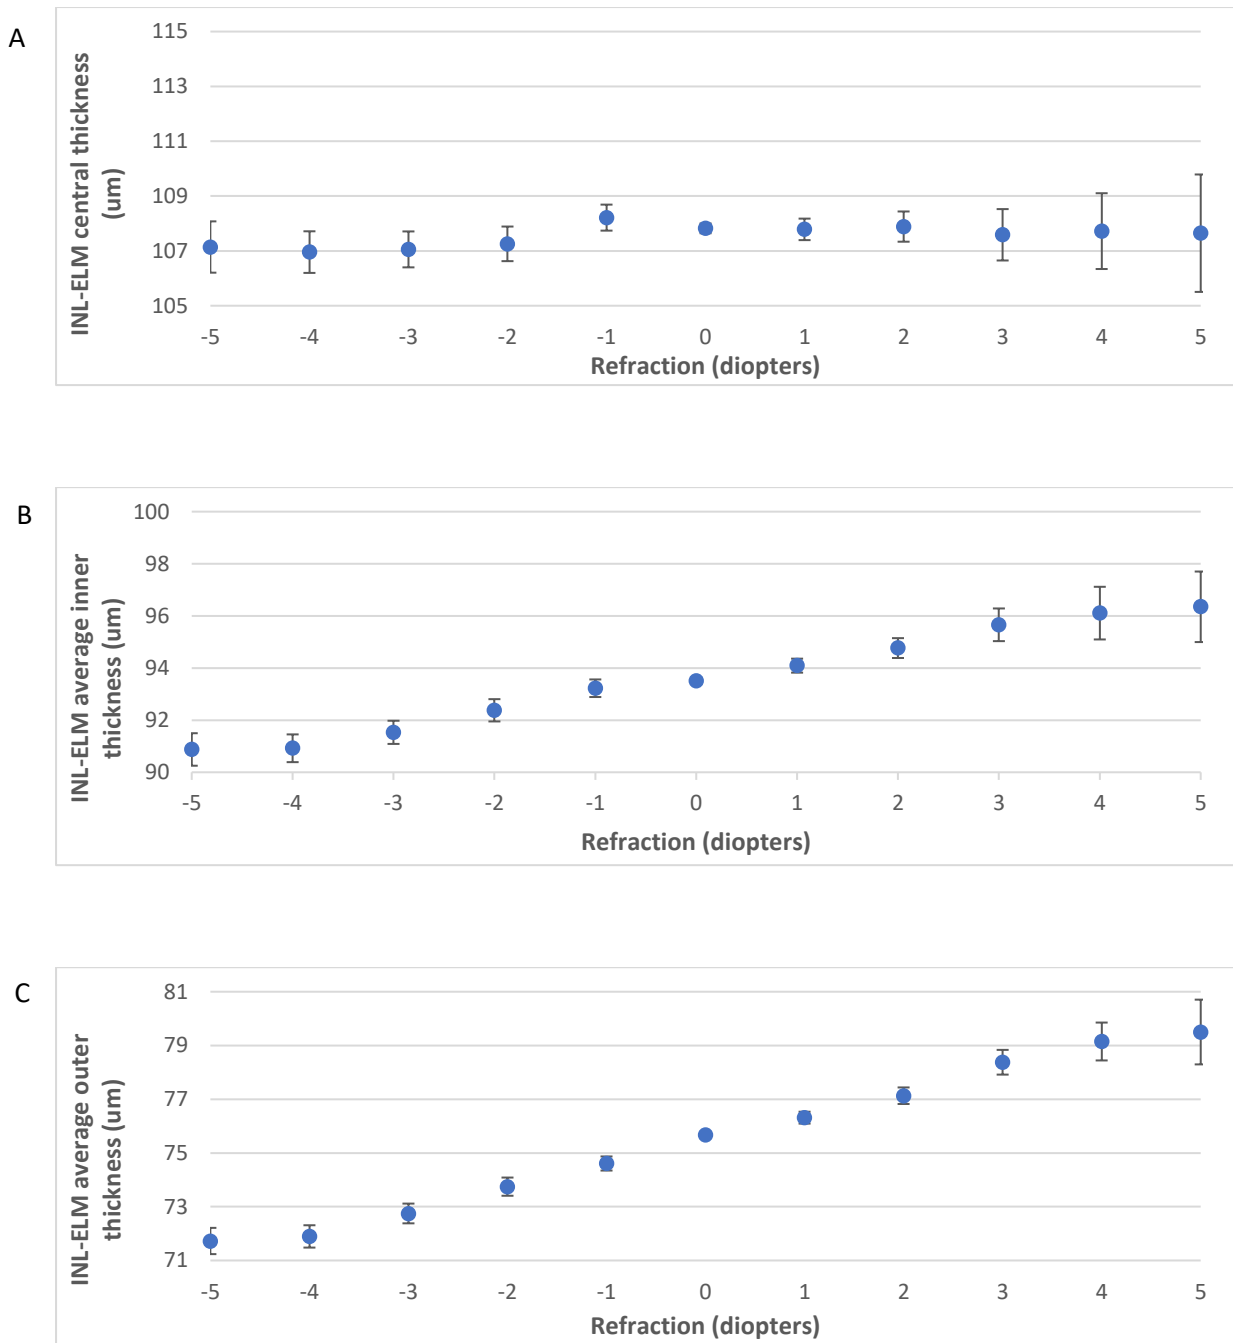 A
INL-ELM central thickness
(um)
115
113
111
109
107
105
-5 -4 -3 -2 -1 0 1 2 3 4 5
Refraction (diopters)
B
INL-ELM average inner
thickness (um)
100
98
96
94
92
90
-5 -4 -3 -2 -1 0 1 2 3 4 5
Refraction (diopters)
C
INL-ELM average outer
thickness (um)
81
79
77
75
73
71
-5 -4 -3 -2 -1 0 1 2 3 4 5
Refraction (diopters)